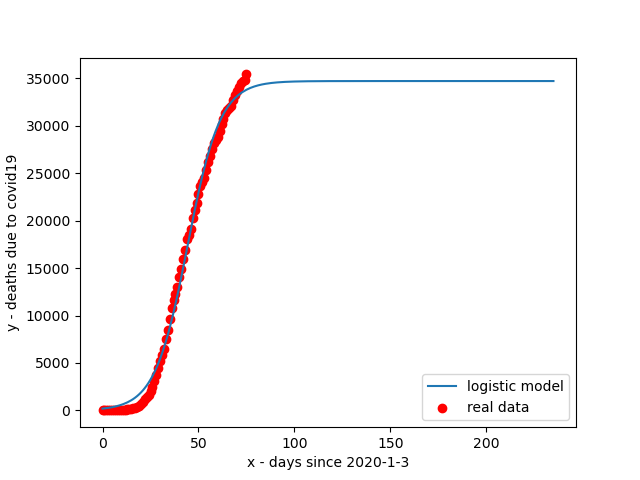 35000
30000
25000
20000
15000
10000
5000
0
y - deaths due to covid19
0 50 100 150 200
x - days since 2020-1-3
logistic model
real data